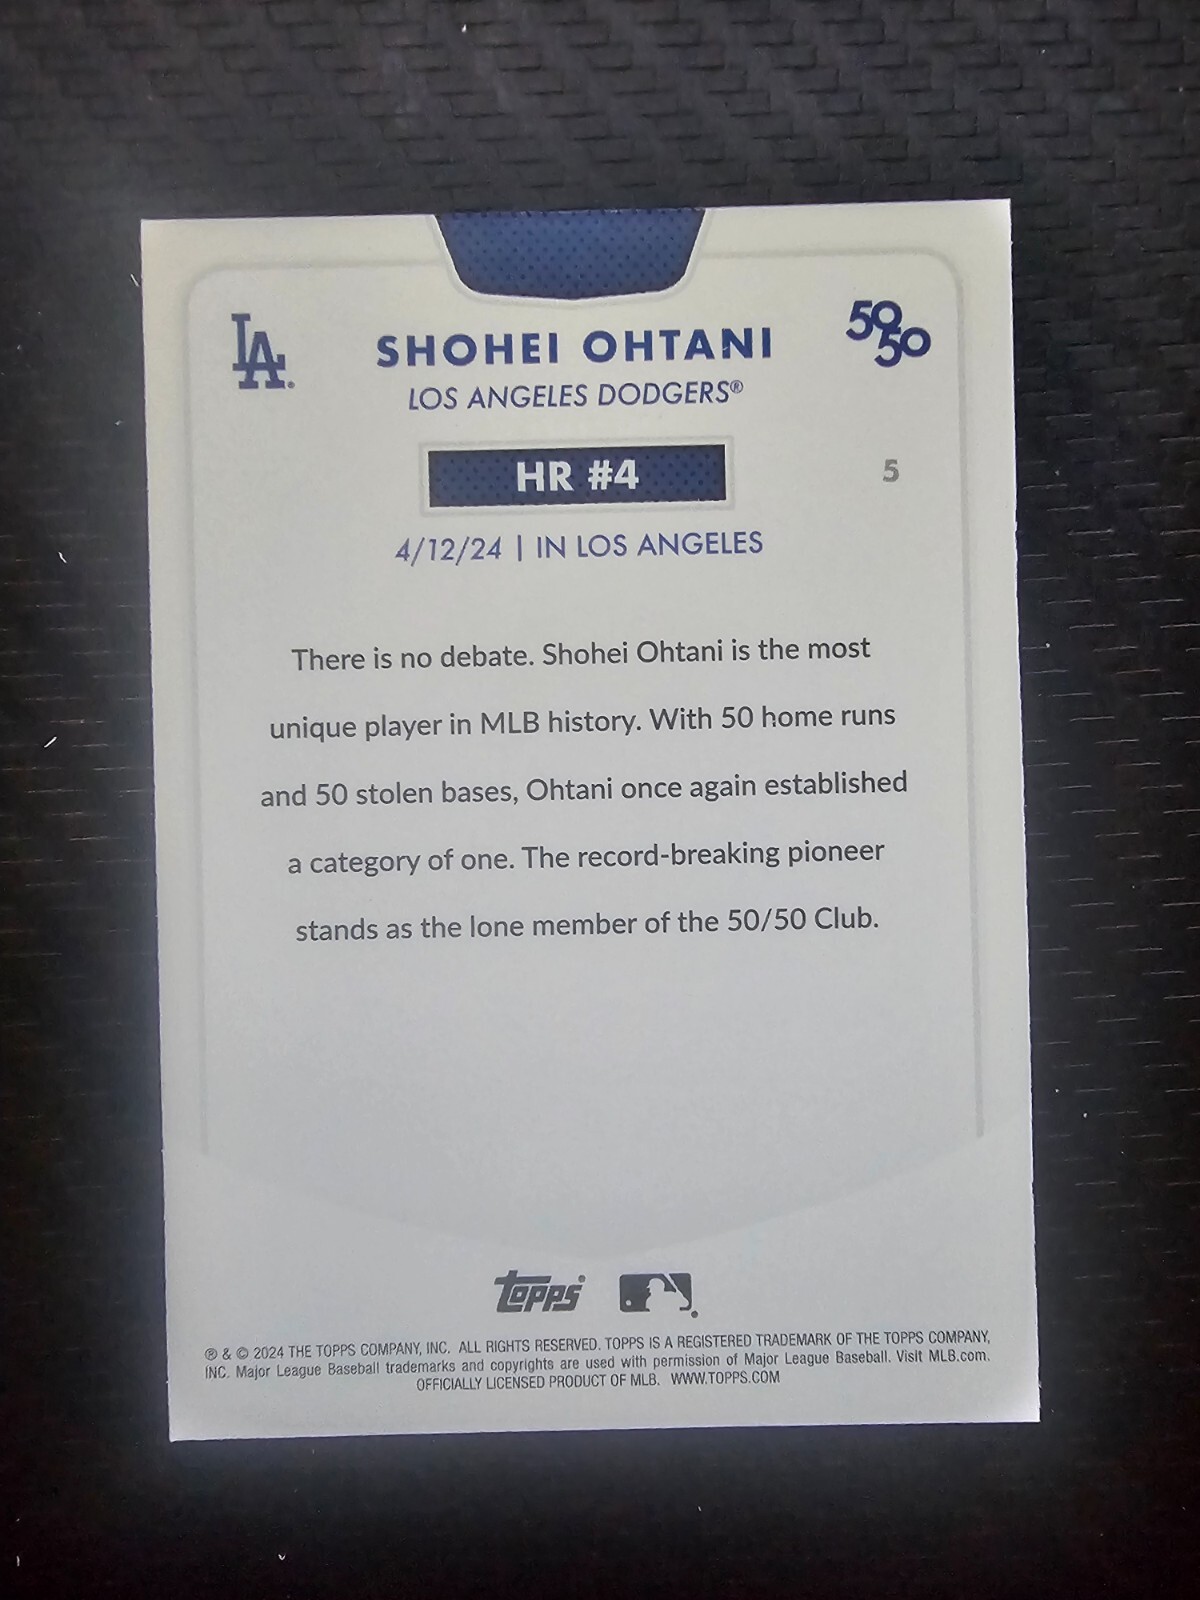 LA
50
50
SHOHEI OHTANI
LOS ANGELES DODGERS®
HR #4
5
4/12/24 | IN LOS ANGELES
There is no debate. Shohei Ohtani is the most
unique player in MLB history. With 50 home runs
and 50 stolen bases, Ohtani once again established
a category of one. The record-breaking pioneer
stands as the lone member of the 50/50 Club.
topps
® & © 2024 THE TOPPS COMPANY, INC. ALL RIGHTS RESERVED. TOPPS IS A REGISTERED TRADEMARK OF THE TOPPS COMPANY,
INC. Major League Baseball trademarks and copyrights are used with permission of Major League Baseball. Visit MLB.com.
OFFICIALLY LICENSED PRODUCT OF MLB. WWW.TOPPS.COM